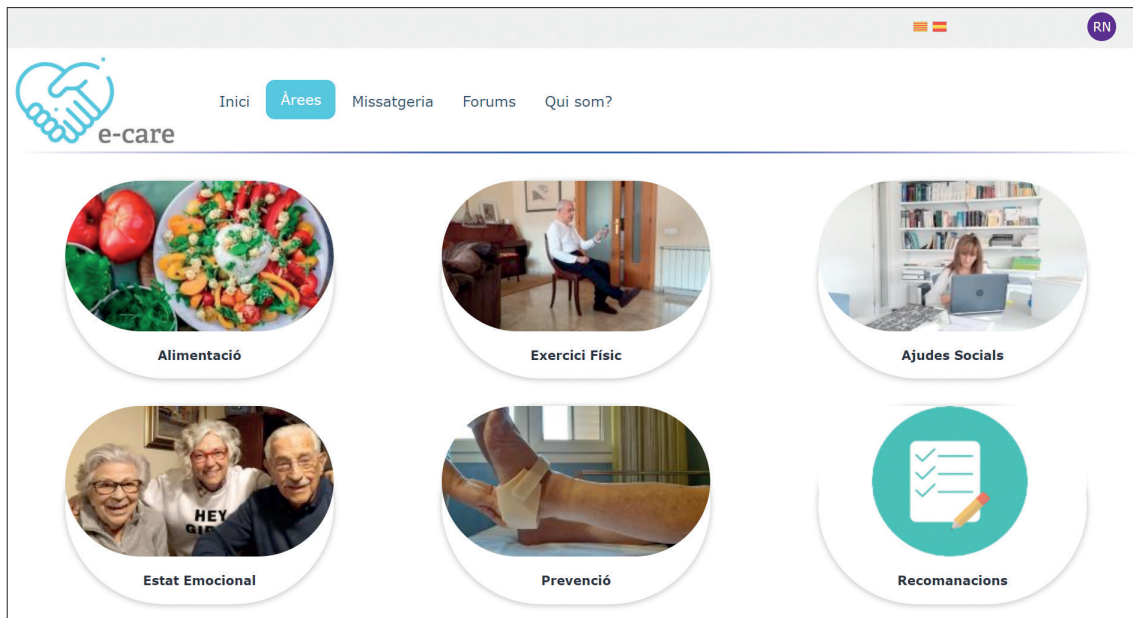 RN
Inici Àrees Missatgeria Forums Qui som?
e-care
Alimentació Exercici Físic Ajudes Socials
HEY
Estat Emocional Prevenció Recomanacions